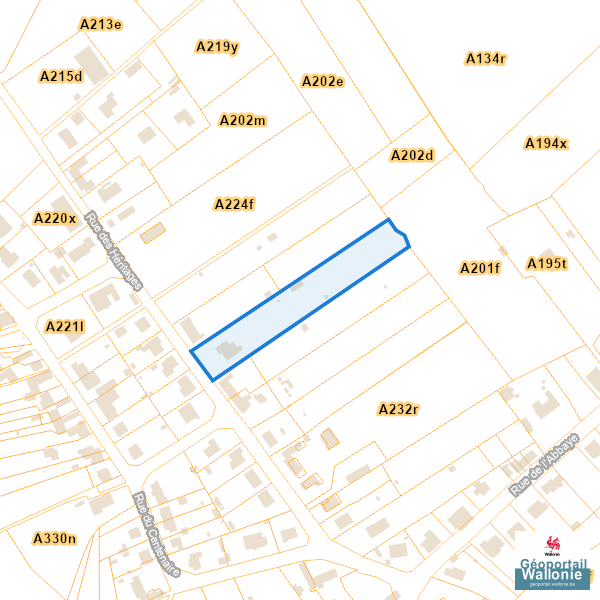 A213e
A219y
A134r
A215d
A202e
A202m
A194x
A202d
A224f
A220x
Rue des Héritages
A201f
A195t
A221l
A232r
Rue de l'Abbaye
Rue du Centenaire
A330n
Wallonie
Géoportail
Wallonie
geoportail.wallonie.be